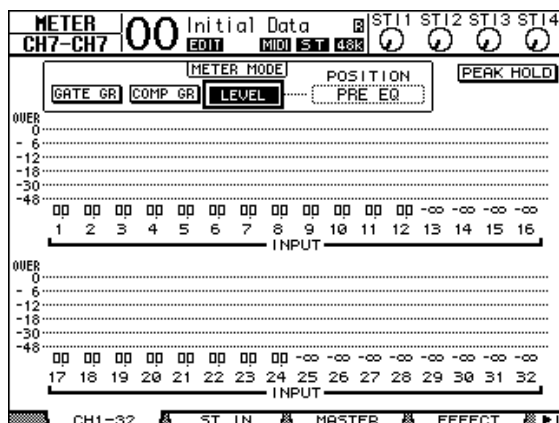 METER
CH7-CH7
00 Initial Data
EDIT MIDI ST 48K
STI1 STI2 STI3 STI4
METER MODE
GATE GR COMP GR LEVEL
POSITION
PRE EQ
PEAK HOLD
OVER
0
- 6
-12
-18
-30
-48
00 00 00 00 00 00 00 00 00 00 00 00 -∞ -∞ -∞ -∞
1 2 3 4 5 6 7 8 9 10 11 12 13 14 15 16
INPUT
OVER
0
- 6
-12
-18
-30
-48
00 00 00 00 00 00 00 00 -∞ -∞ -∞ -∞ -∞ -∞ -∞ -∞
17 18 19 20 21 22 23 24 25 26 27 28 29 30 31 32
INPUT
CH1-32 ST IN MASTER EFFECT